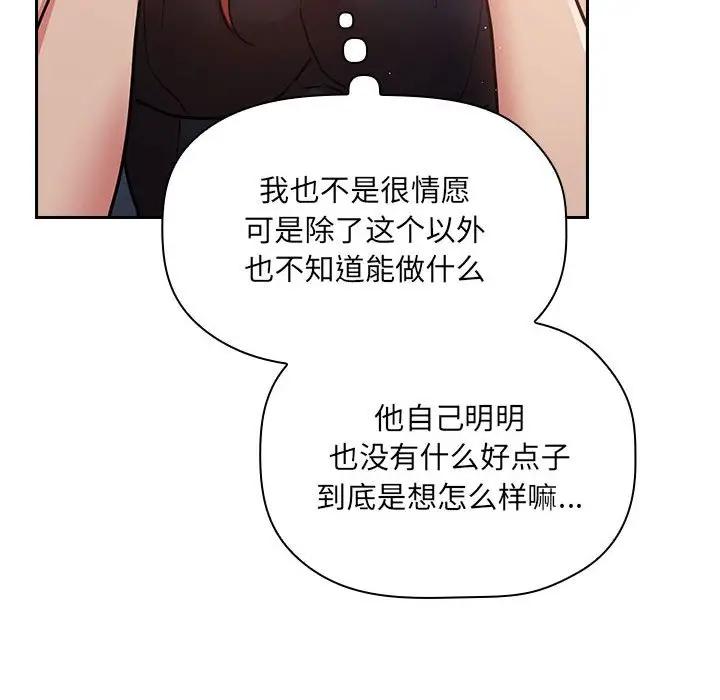 我也不是很情愿
可是除了这个以外
也不知道能做什么
他自己明明
也没有什么好点子
到底是想怎么样嘛...